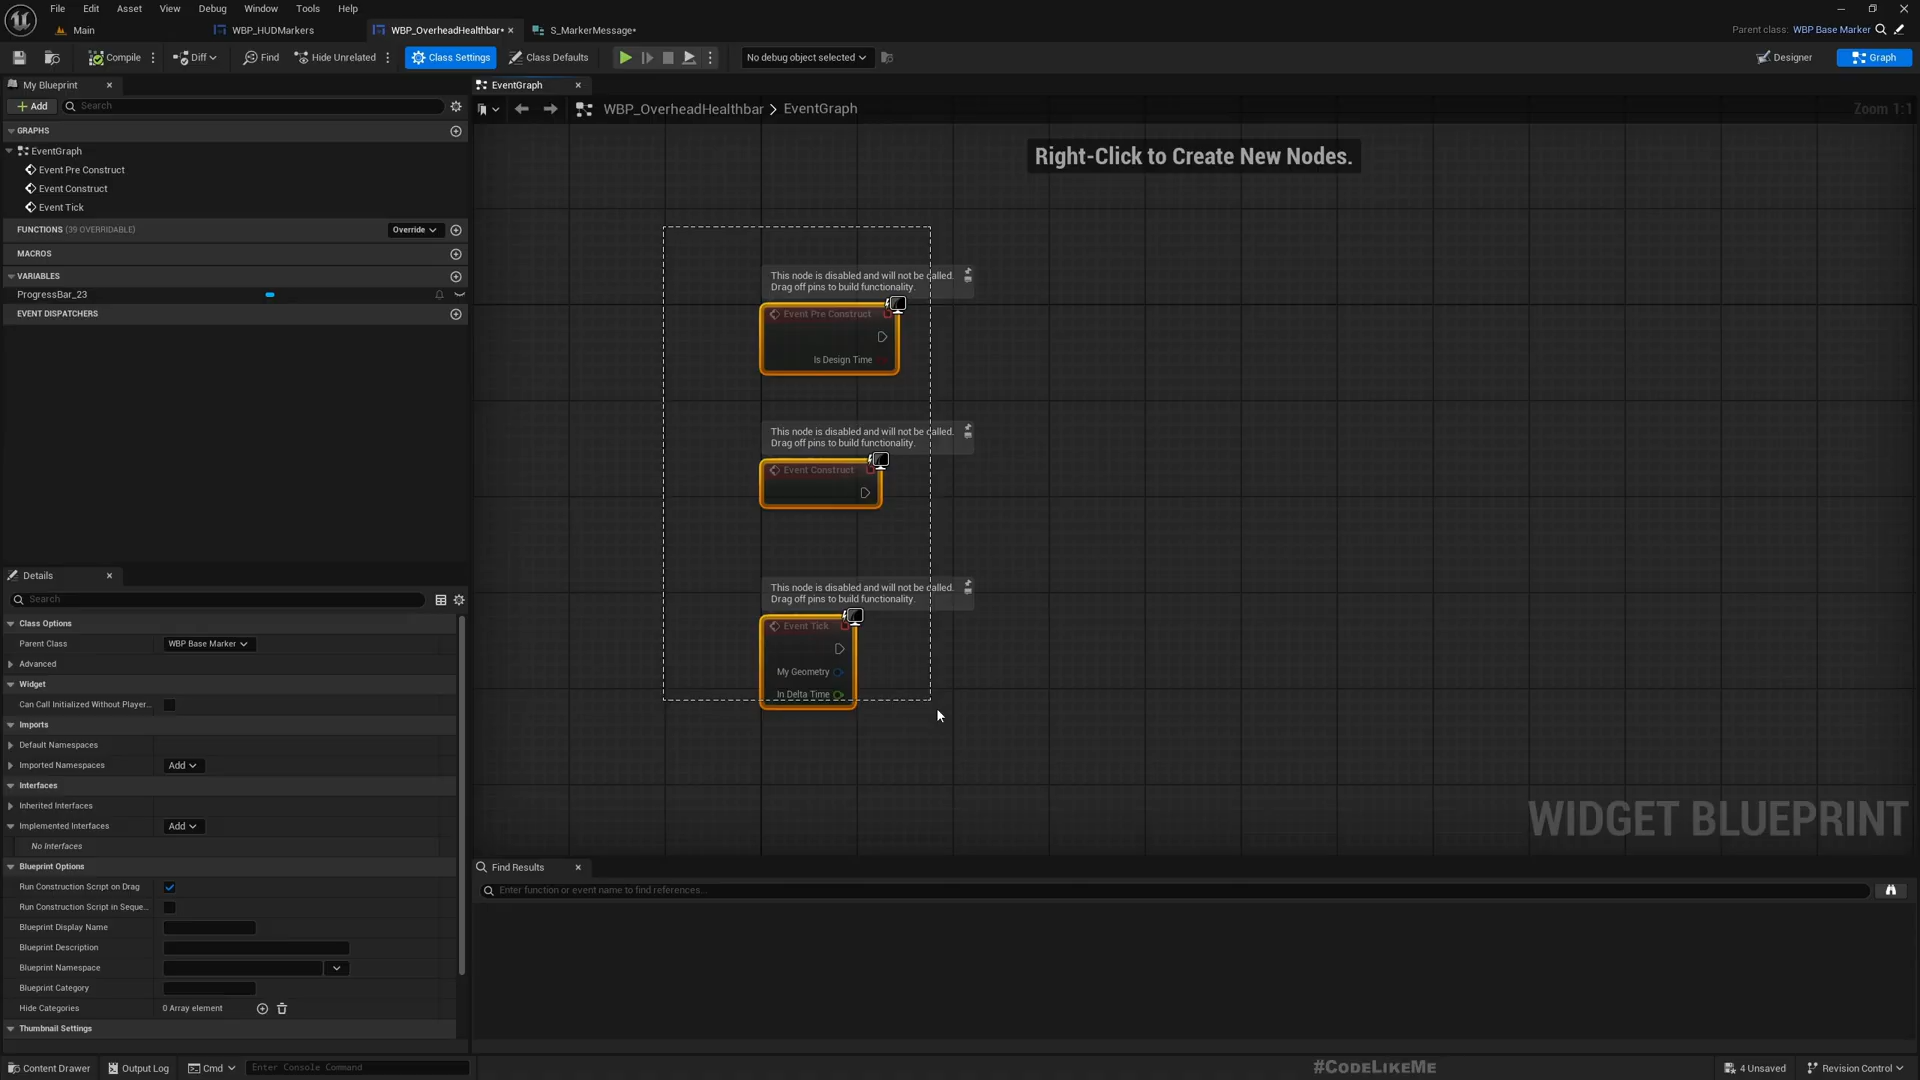 File Edit Asset View Debug Window Tools Help
Main WBP_HUDMarkers WBP_OverheadHealthbar• S_MarkerMessage•
Parent class: WBP Base Marker
Compile Diff Find Hide Unrelated Class Settings Class Defaults No debug object selected Designer Graph
My Blueprint
Add Search
GRAPHS
EventGraph
Event Pre Construct
Event Construct
Event Tick
FUNCTIONS (39 OVERRIDABLE) Override
MACROS
VARIABLES
ProgressBar_23
EVENT DISPATCHERS
EventGraph
WBP_OverheadHealthbar > EventGraph Zoom 1:1
Right-Click to Create New Nodes.
This node is disabled and will not be called.
Drag off pins to build functionality.
Event Pre Construct
Is Design Time
This node is disabled and will not be called.
Drag off pins to build functionality.
Event Construct
This node is disabled and will not be called.
Drag off pins to build functionality.
Event Tick
My Geometry
In Delta Time
WIDGET BLUEPRINT
Details
Search
Class Options
Parent Class WBP Base Marker
Advanced
Widget
Can Call Initialized Without Player...
Imports
Default Namespaces
Imported Namespaces Add
Interfaces
Inherited Interfaces
Implemented Interfaces Add
No Interfaces
Blueprint Options
Run Construction Script on Drag
Run Construction Script in Seque...
Blueprint Display Name
Blueprint Description
Blueprint Namespace
Blueprint Category
Hide Categories 0 Array element
Thumbnail Settings
Find Results
Enter function or event name to find references...
Content Drawer Output Log Cmd Enter Console Command #CODELIKEME 4 Unsaved Revision Control